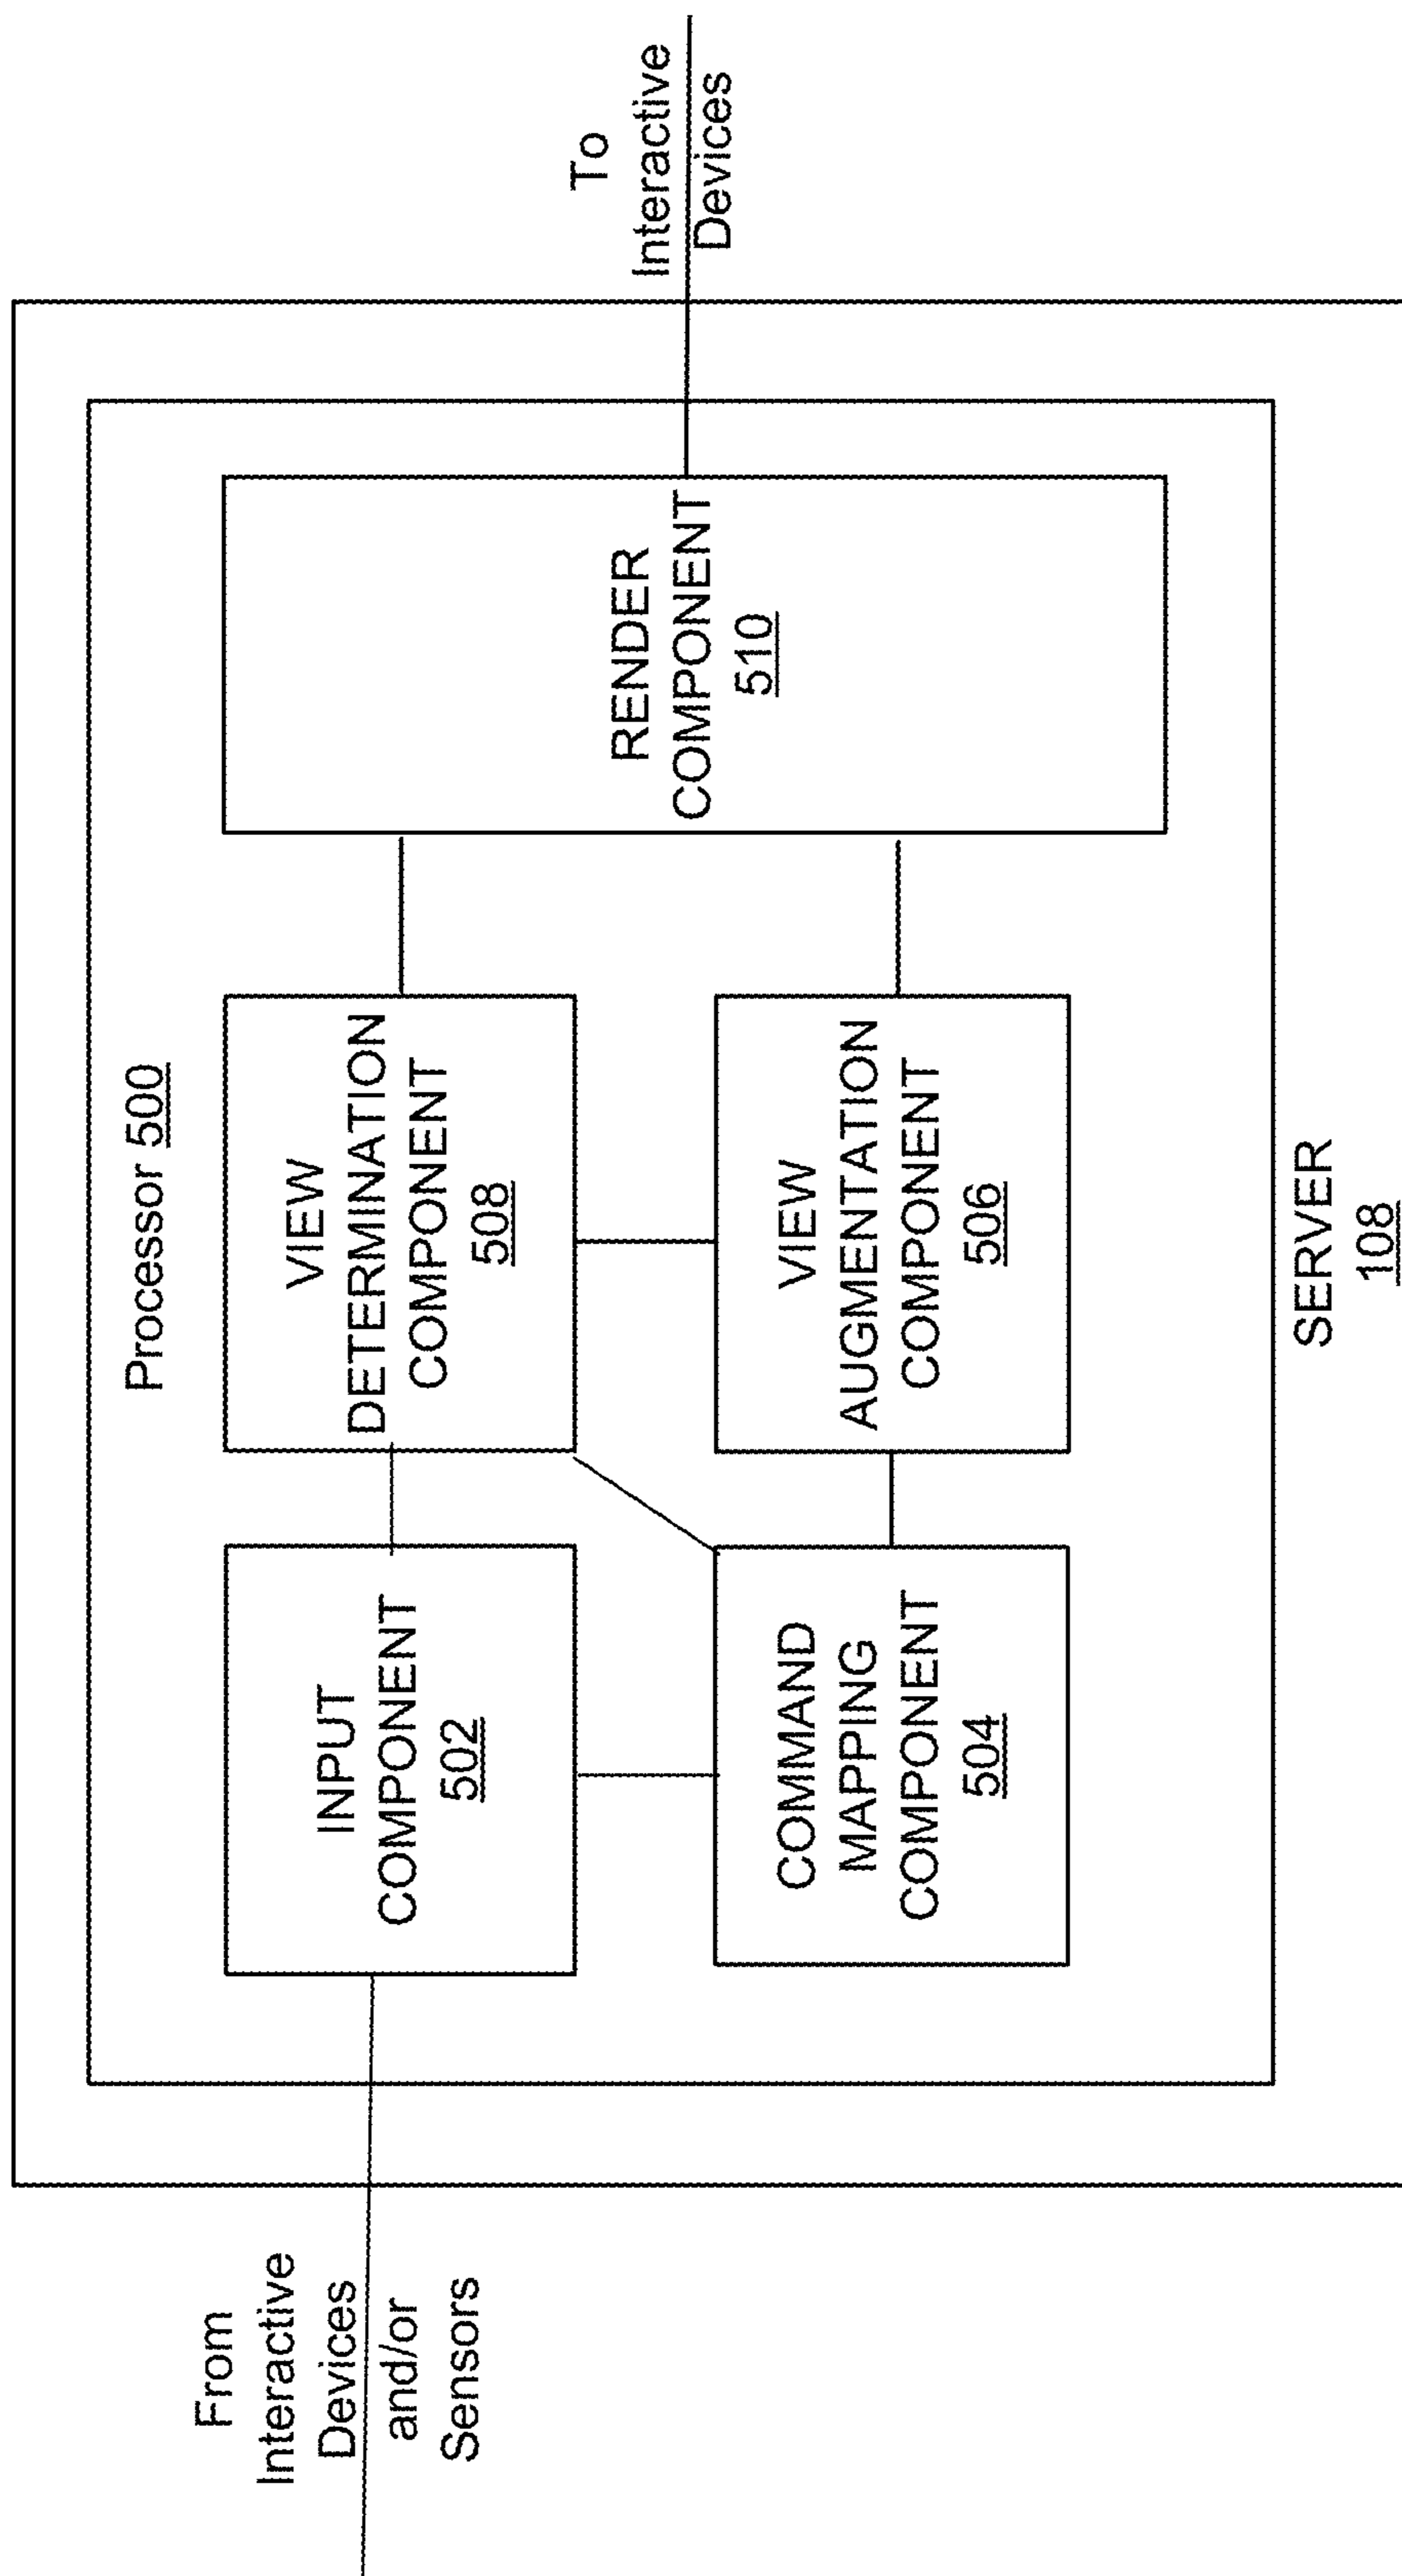 Processor 500
From
Interactive
Devices
and/or
Sensors
INPUT
COMPONENT
502
VIEW
DETERMINATION
COMPONENT
508
COMMAND
MAPPING
COMPONENT
504
VIEW
AUGMENTATION
COMPONENT
506
RENDER
COMPONENT
510
To
Interactive
Devices
SERVER
108